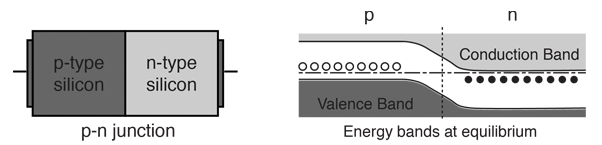 p-type
silicon
n-type
silicon
p-n junction
p
n
Conduction Band
Valence Band
Energy bands at equilibrium